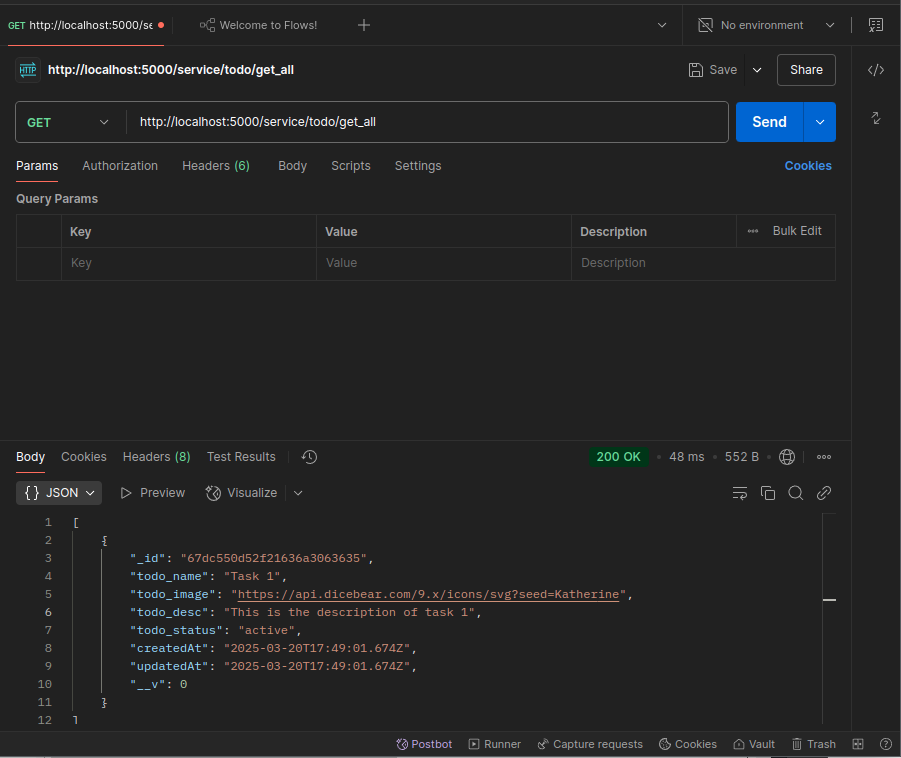 GET http://localhost:5000/se Welcome to Flows! No environment
HTTP http://localhost:5000/service/todo/get_all Save Share
GET http://localhost:5000/service/todo/get_all Send
Params Authorization Headers (6) Body Scripts Settings Cookies
Query Params
Key Value Description Bulk Edit
Key Value Description
Body Cookies Headers (8) Test Results 200 OK 48 ms 552 B
{} JSON Preview Visualize
1 [
2 {
3 "_id": "67dc550d52f21636a3063635",
4 "todo_name": "Task 1",
5 "todo_image": "https://api.dicebear.com/9.x/icons/svg?seed=Katherine",
6 "todo_desc": "This is the description of task 1",
7 "todo_status": "active",
8 "createdAt": "2025-03-20T17:49:01.674Z",
9 "updatedAt": "2025-03-20T17:49:01.674Z",
10 "__v": 0
11 }
12 ]
Postbot Runner Capture requests Cookies Vault Trash